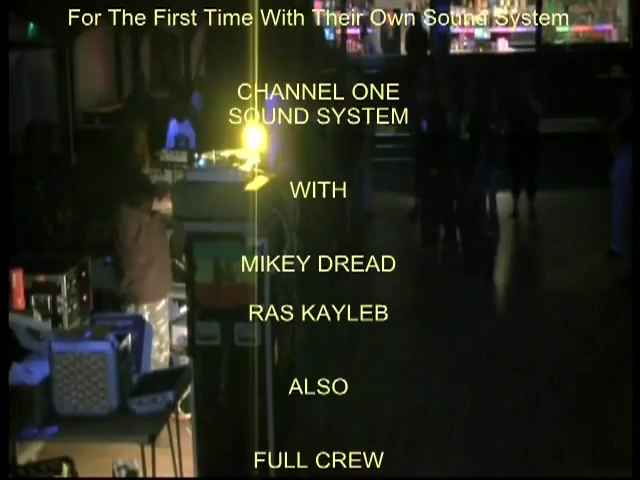 For The First Time With Their Own Sound System
CHANNEL ONE
SOUND SYSTEM
WITH
MIKEY DREAD
RAS KAYLEB
ALSO
FULL CREW